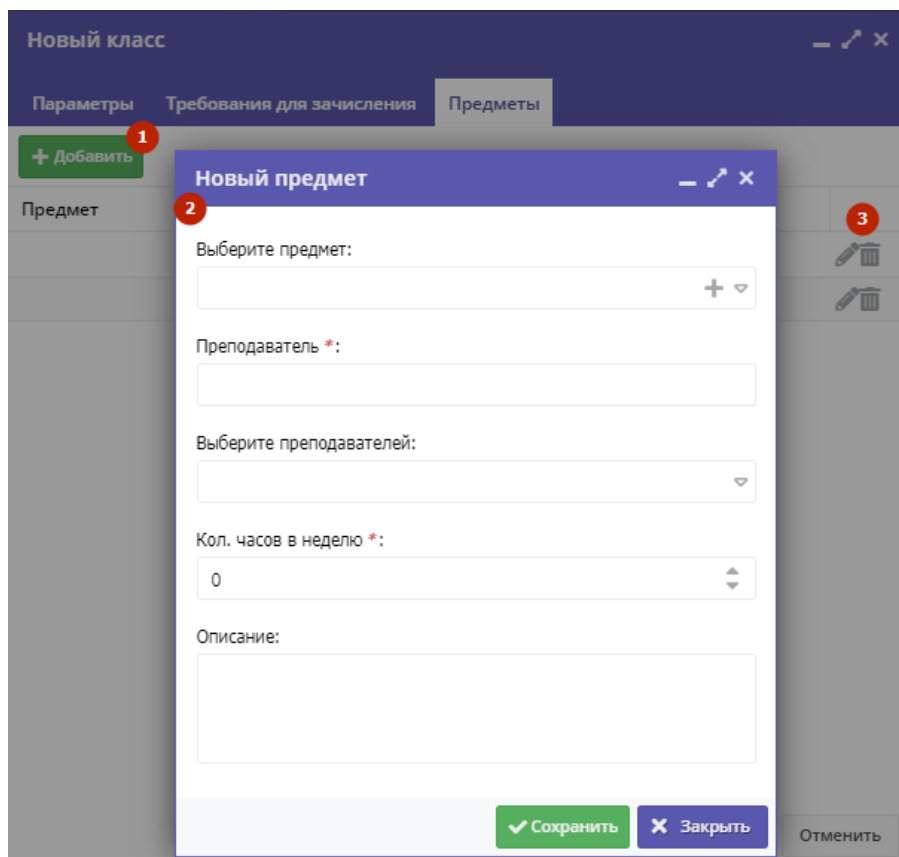 Новый класс
Параметры Требования для зачисления Предметы
1
+ Добавить
Новый предмет
Предмет
2
3
Выберите предмет:
Преподаватель *:
Выберите преподавателей:
Кол. часов в неделю *:
0
Описание:
Сохранить Закрыть
Отменить